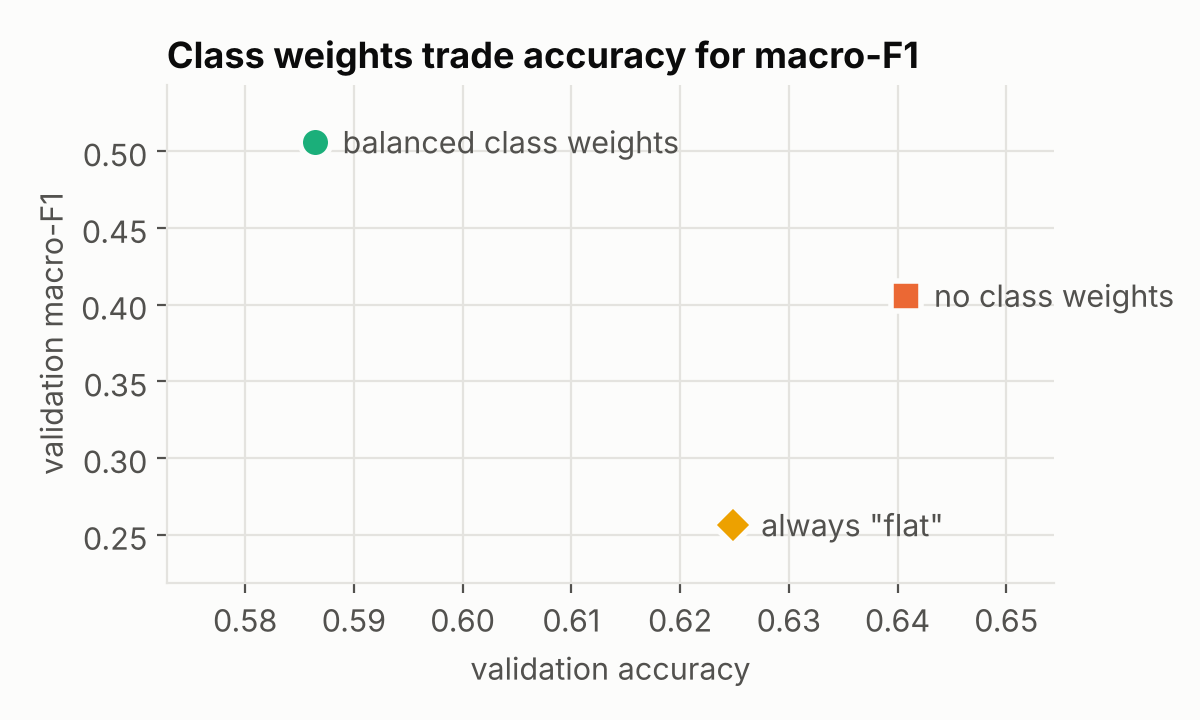 Class weights trade accuracy for macro-F1
balanced class weights
0.50
0.45
no class weights
0.40
0.35
0.30
always "flat"
0.25
validation macro-F1
0.58 0.59 0.60 0.61 0.62 0.63 0.64 0.65
validation accuracy